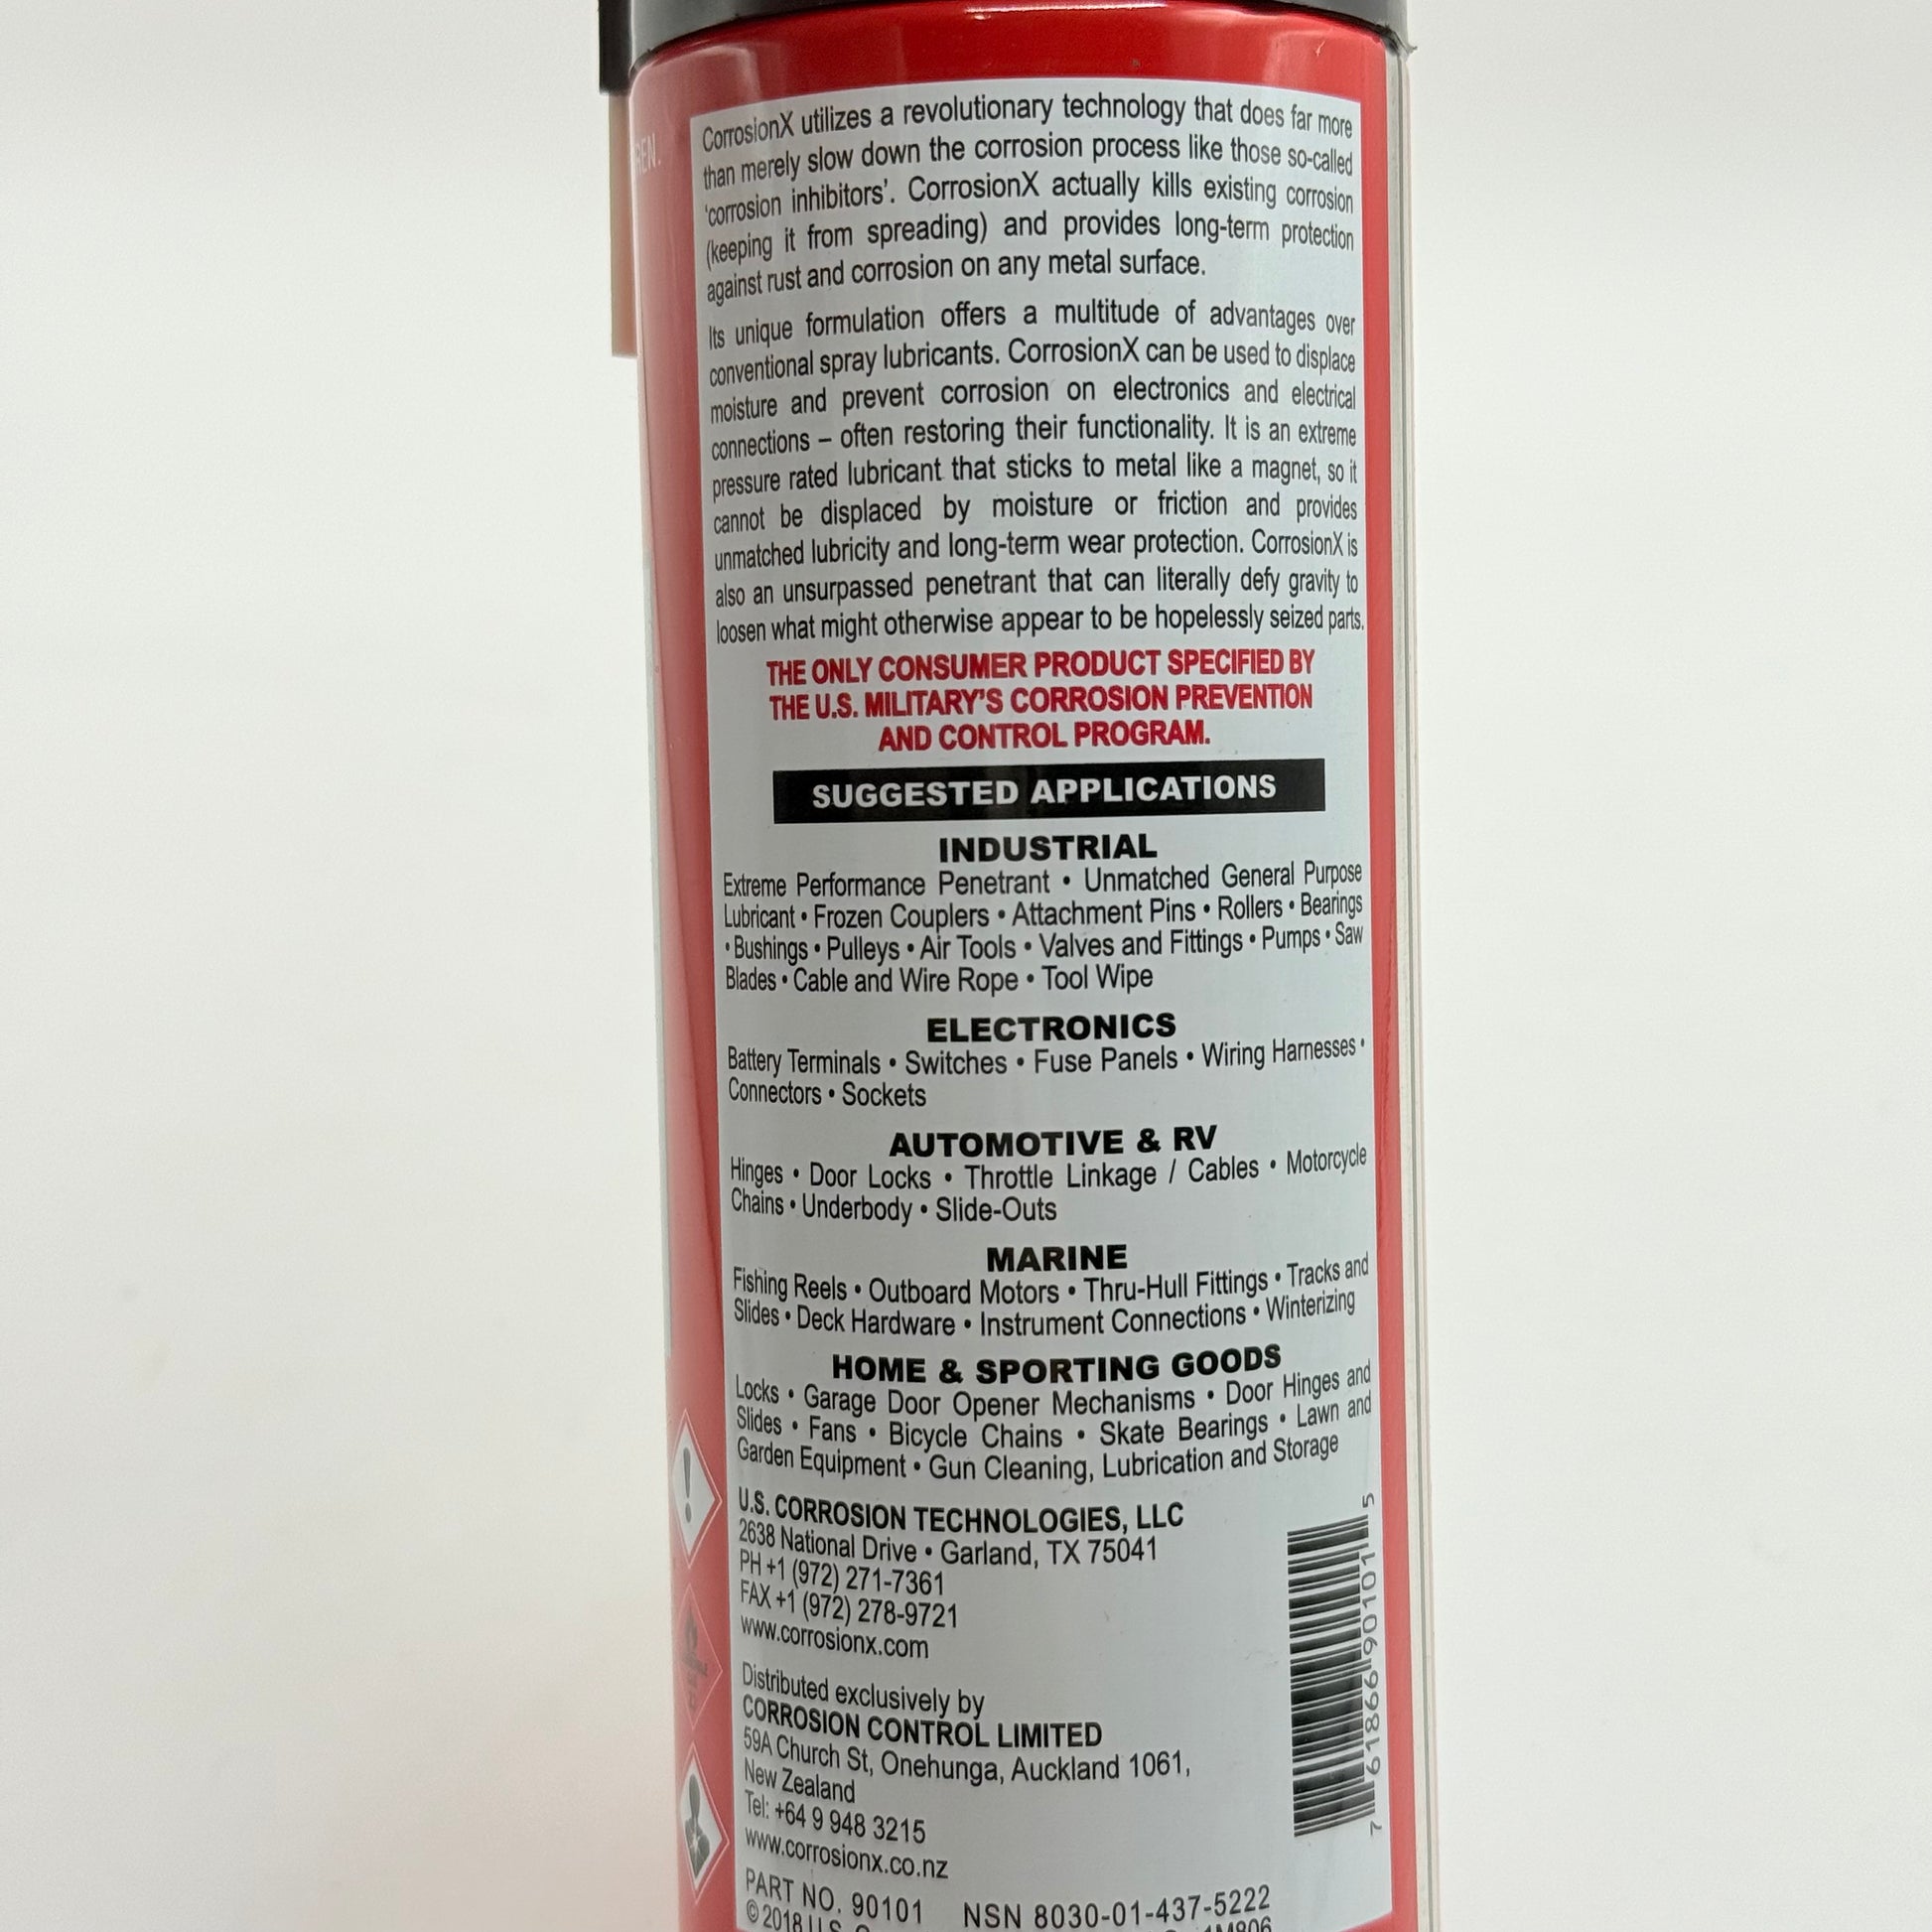 CorrosionX utilizes a revolutionary technology that does far more
than merely slow down the corrosion process like those so-called
'corrosion inhibitors'. CorrosionX actually kills existing corrosion
(keeping it from spreading) and provides long-term protection
against rust and corrosion on any metal surface.
Its unique formulation offers a multitude of advantages over
conventional spray lubricants. CorrosionX can be used to displace
moisture and prevent corrosion on electronics and electrical
connections – often restoring their functionality. It is an extreme
pressure rated lubricant that sticks to metal like a magnet, so it
cannot be displaced by moisture or friction and provides
unmatched lubricity and long-term wear protection. CorrosionX is
also an unsurpassed penetrant that can literally defy gravity to
loosen what might otherwise appear to be hopelessly seized parts.
THE ONLY CONSUMER PRODUCT SPECIFIED BY
THE U.S. MILITARY'S CORROSION PREVENTION
AND CONTROL PROGRAM.
SUGGESTED APPLICATIONS
INDUSTRIAL
Extreme Performance Penetrant • Unmatched General Purpose
Lubricant • Frozen Couplers • Attachment Pins • Rollers • Bearings
• Bushings • Pulleys • Air Tools • Valves and Fittings • Pumps • Saw
Blades • Cable and Wire Rope • Tool Wipe
ELECTRONICS
Battery Terminals • Switches • Fuse Panels • Wiring Harnesses •
Connectors • Sockets
AUTOMOTIVE & RV
Hinges • Door Locks • Throttle Linkage / Cables • Motorcycle
Chains • Underbody • Slide-Outs
MARINE
Fishing Reels • Outboard Motors • Thru-Hull Fittings • Tracks and
Slides • Deck Hardware • Instrument Connections • Winterizing
HOME & SPORTING GOODS
Locks • Garage Door Opener Mechanisms • Door Hinges and
Slides • Fans • Bicycle Chains • Skate Bearings • Lawn and
Garden Equipment • Gun Cleaning, Lubrication and Storage
U.S. CORROSION TECHNOLOGIES, LLC
2638 National Drive • Garland, TX 75041
PH +1 (972) 271-7361
FAX +1 (972) 278-9721
www.corrosionx.com
Distributed exclusively by
CORROSION CONTROL LIMITED
59A Church St, Onehunga, Auckland 1061,
New Zealand
Tel: +64 9 948 3215
www.corrosionx.co.nz
7 61866 90101 5
PART NO. 90101 NSN 8030-01-437-5222
©2018 U.S.